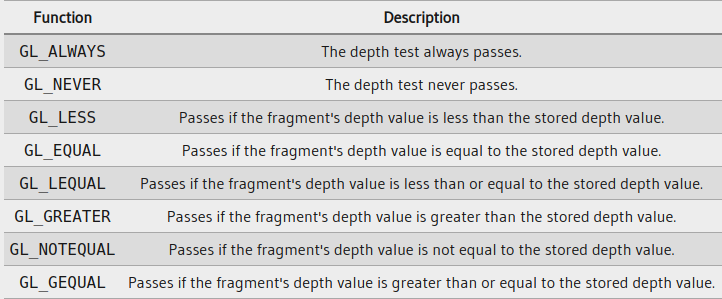 Function Description
GL_ALWAYS The depth test always passes.
GL_NEVER The depth test never passes.
GL_LESS Passes if the fragment's depth value is less than the stored depth value.
GL_EQUAL Passes if the fragment's depth value is equal to the stored depth value.
GL_LEQUAL Passes if the fragment's depth value is less than or equal to the stored depth value.
GL_GREATER Passes if the fragment's depth value is greater than the stored depth value.
GL_NOTEQUAL Passes if the fragment's depth value is not equal to the stored depth value.
GL_GEQUAL Passes if the fragment's depth value is greater than or equal to the stored depth value.